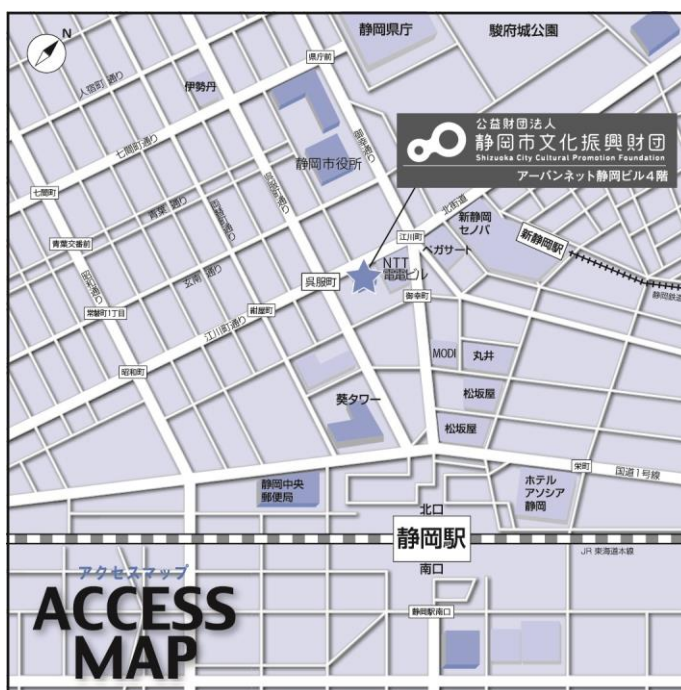 N
静岡県庁
駿府城公園
県庁前
人宿町通り
伊勢丹
七間町通り
御幸通り
公益財団法人
静岡市文化振興財団
Shizuoka City Cultural Promotion Foundation
アーバンネット静岡ビル4階
静岡市役所
七間町
青葉通り
呉服町通り
両替町通り
北街道
新静岡
セノバ
新静岡駅
江川町
ペガサート
青葉交番前
昭和通り
玄南通り
呉服町
NTT
電電ビル
静岡鉄道
御幸町
常磐町1丁目
紺屋町
江川町通り
MODI
丸井
昭和町
松坂屋
葵タワー
松坂屋
栄町
国道1号線
静岡中央
郵便局
ホテル
アソシア
静岡
北口
静岡駅
JR 東海道本線
南口
アクセスマップ
ACCESS
MAP
静岡駅南口